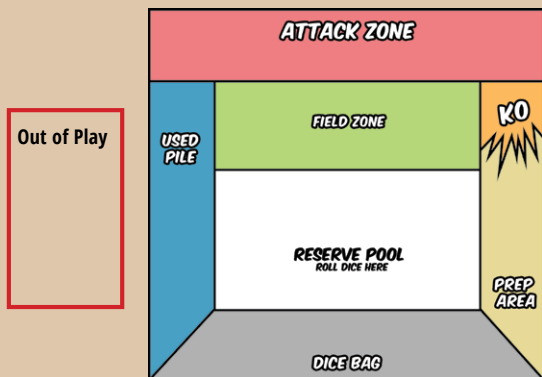 ATTACK ZONE
Out of Play
USED
PILE
FIELD ZONE
KO
RESERVE POOL
ROLL DICE HERE
PREP
AREA
DICE BAG